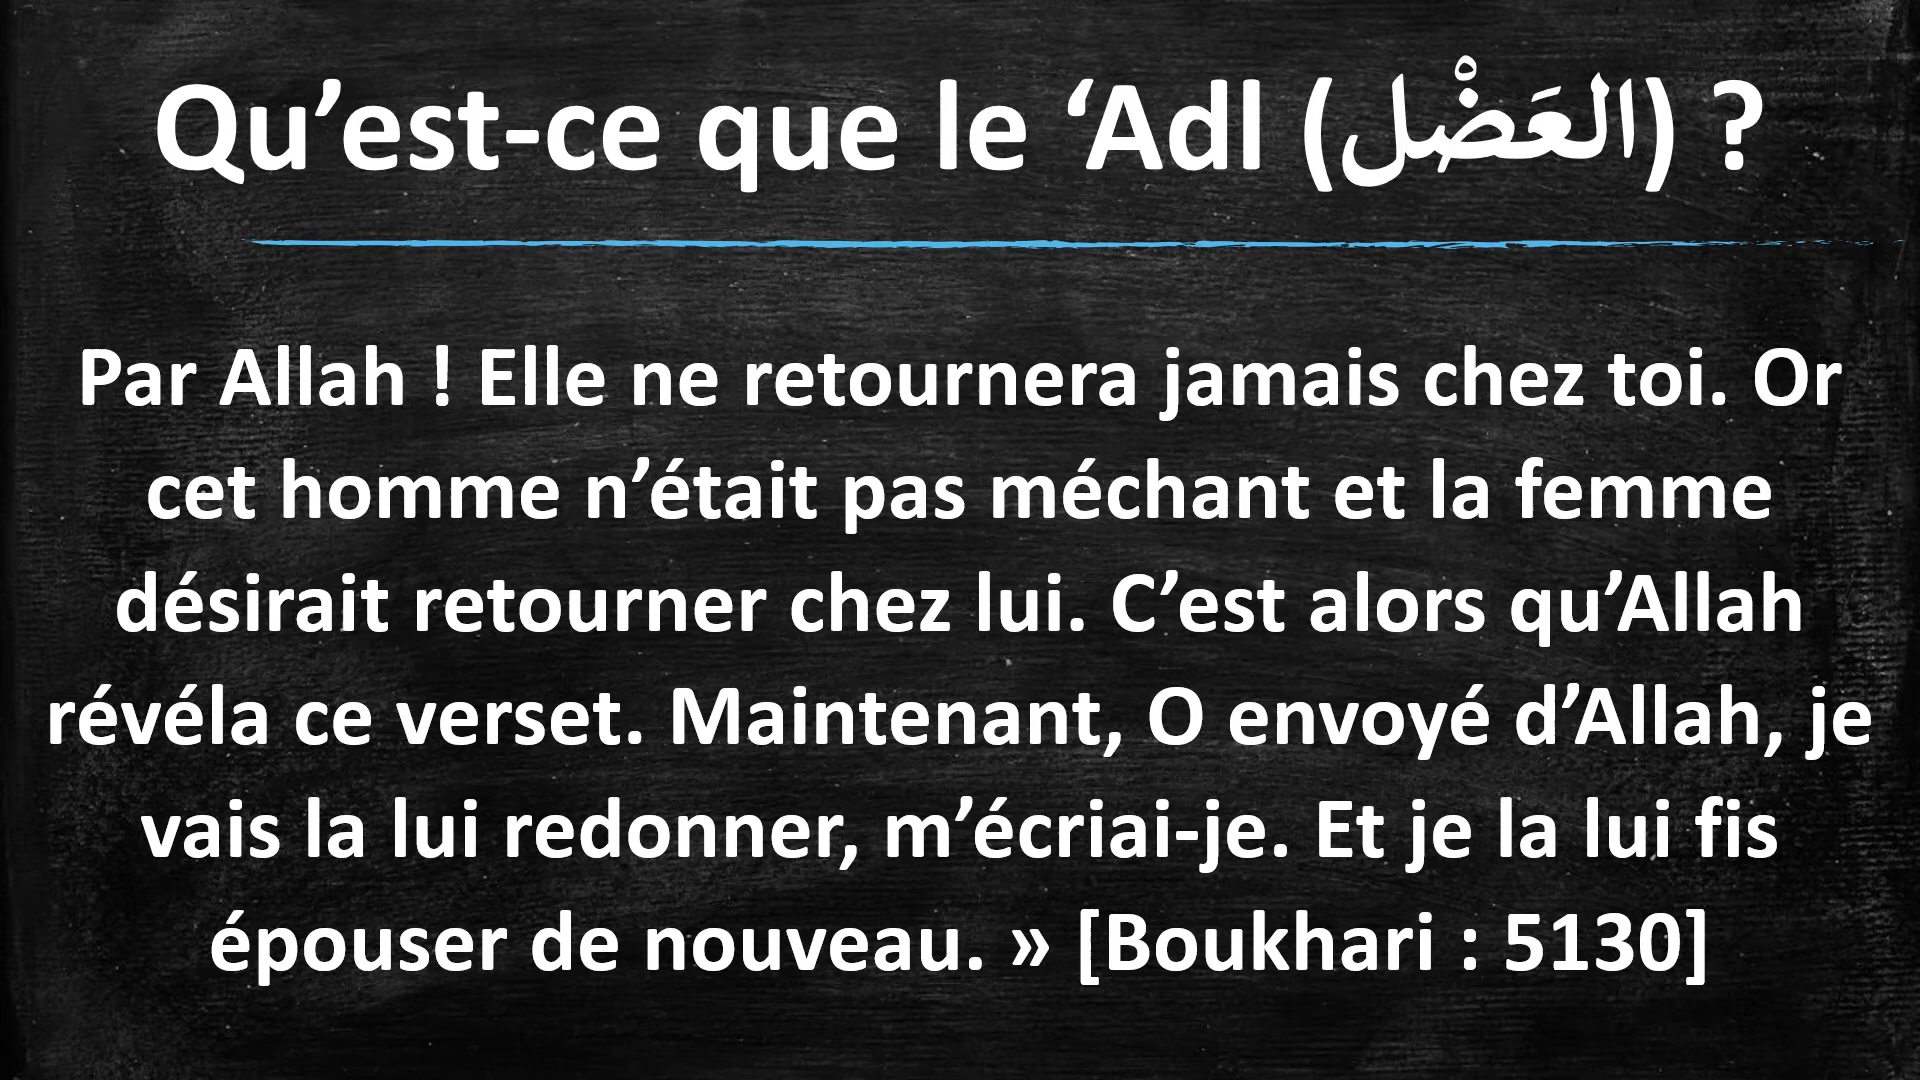 Qu’est-ce que le ‘Adl (العَضْل) ?
Par Allah ! Elle ne retournera jamais chez toi. Or
cet homme n’était pas méchant et la femme
désirait retourner chez lui. C’est alors qu’Allah
révéla ce verset. Maintenant, O envoyé d’Allah, je
vais la lui redonner, m’écriai-je. Et je la lui fis
épouser de nouveau. » [Boukhari : 5130]